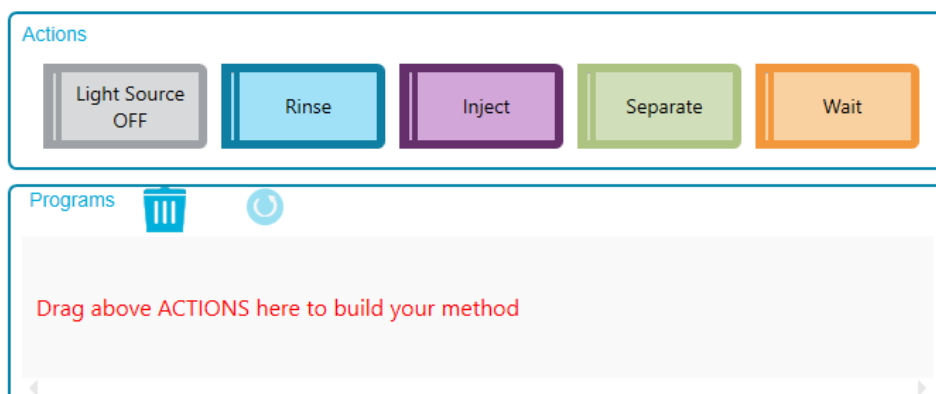 Actions
Light Source
OFF
Rinse
Inject
Separate
Wait
Programs
Drag above ACTIONS here to build your method